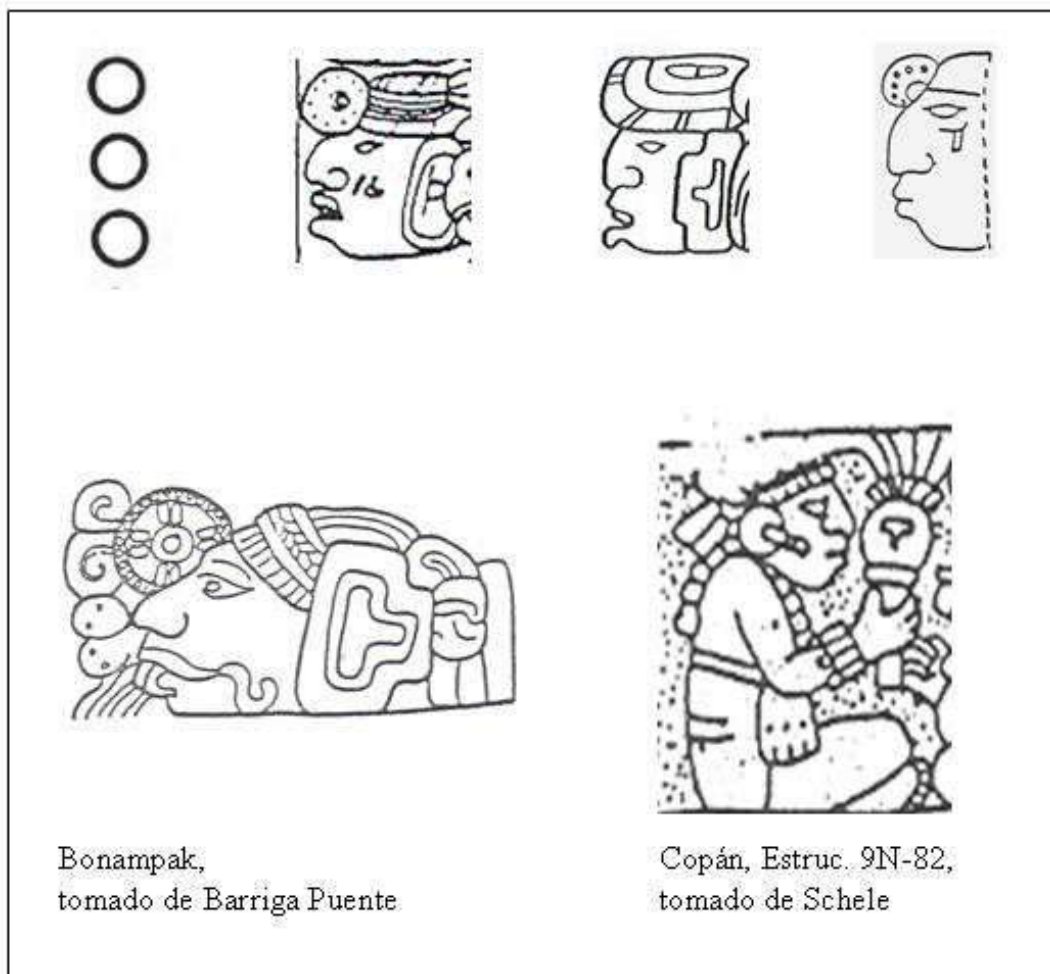 Bonampak,
tomado de Barriga Puente
Copán, Estruc. 9N-82,
tomado de Schele